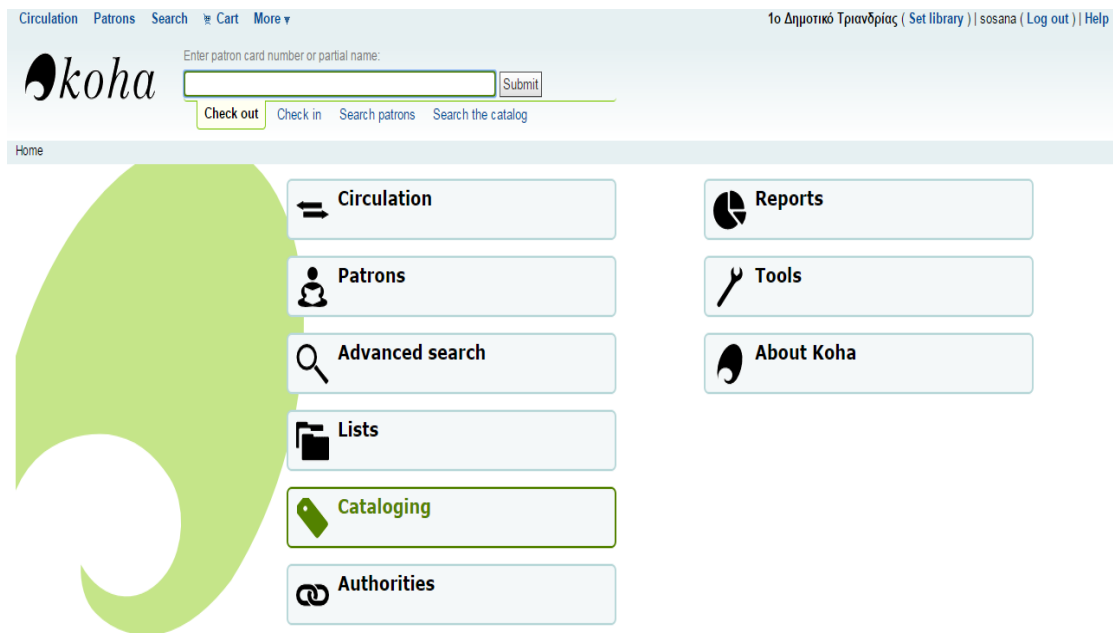 Circulation Patrons Search Cart More ▾ 1ο Δημοτικό Τριανδρίας ( Set library ) | sosana ( Log out ) | Help
Enter patron card number or partial name:
koha
Submit
Check out Check in Search patrons Search the catalog
Home
Circulation
Reports
Patrons
Tools
Advanced search
About Koha
Lists
Cataloging
Authorities